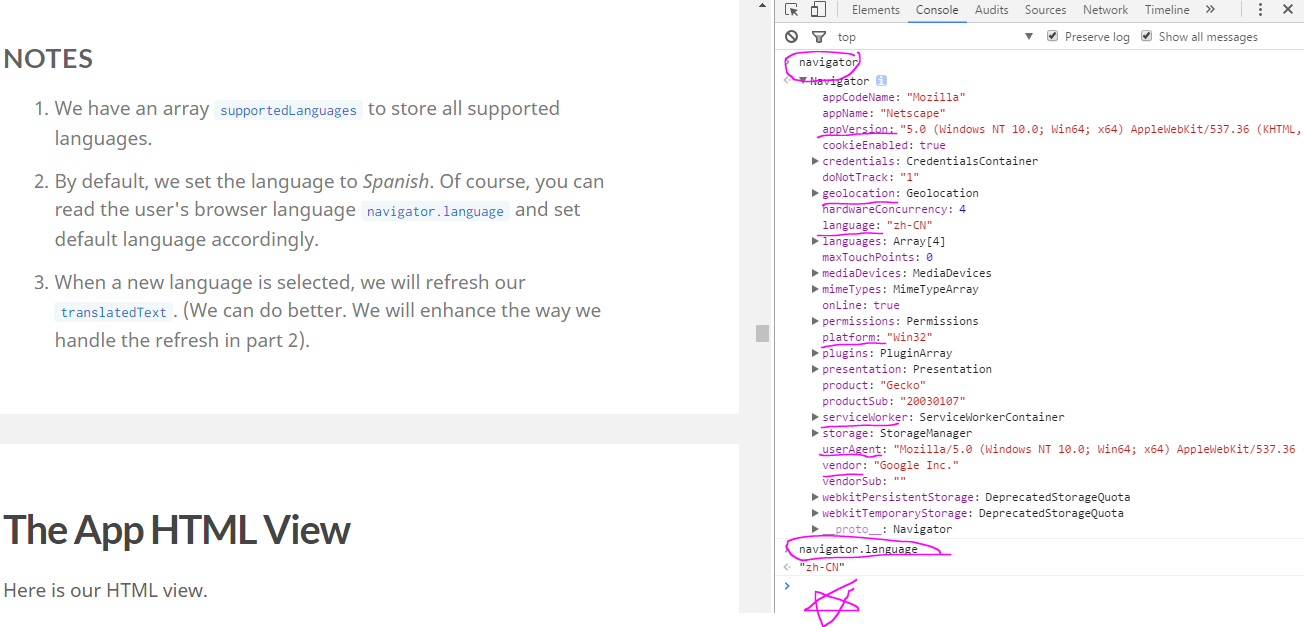 NOTES
1. We have an array supportedLanguages to store all supported
languages.
2. By default, we set the language to Spanish. Of course, you can
read the user's browser language navigator.language and set
default language accordingly.
3. When a new language is selected, we will refresh our
translatedText. (We can do better. We will enhance the way we
handle the refresh in part 2).
The App HTML View
Here is our HTML view.
Elements Console Audits Sources Network Timeline »
top ▼ Preserve log Show all messages
navigator
Navigator
appCodeName: "Mozilla"
appName: "Netscape"
appVersion: "5.0 (Windows NT 10.0; Win64; x64) AppleWebKit/537.36 (KHTML,
cookieEnabled: true
credentials: CredentialsContainer
doNotTrack: "1"
geolocation: Geolocation
hardwareConcurrency: 4
language: "zh-CN"
languages: Array[4]
maxTouchPoints: 0
mediaDevices: MediaDevices
mimeTypes: MimeTypeArray
onLine: true
permissions: Permissions
platform: "Win32"
plugins: PluginArray
presentation: Presentation
product: "Gecko"
productSub: "20030107"
serviceWorker: ServiceWorkerContainer
storage: StorageManager
userAgent: "Mozilla/5.0 (Windows NT 10.0; Win64; x64) AppleWebKit/537.36
vendor: "Google Inc."
vendorSub: ""
webkitPersistentStorage: DeprecatedStorageQuota
webkitTemporaryStorage: DeprecatedStorageQuota
__proto__: Navigator
navigator.language
"zh-CN"